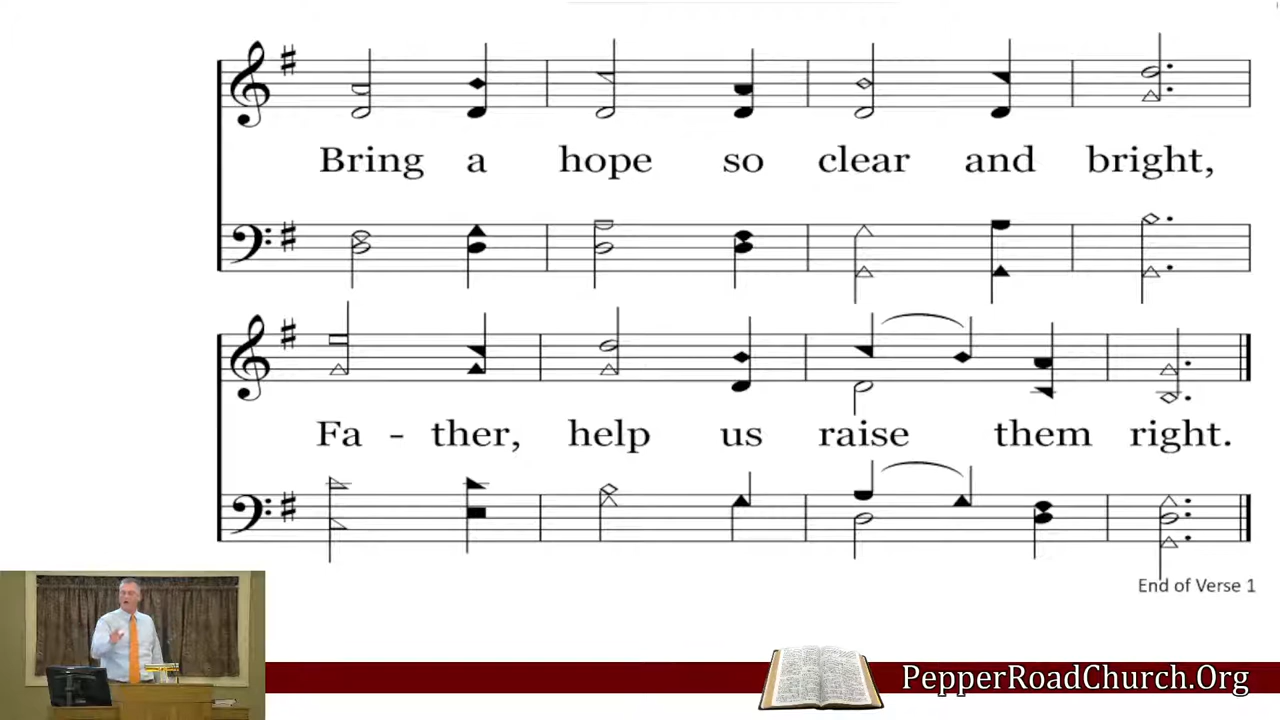 Bring a hope so clear and bright,
Fa - ther, help us raise them right.
End of Verse 1
PepperRoadChurch.Org